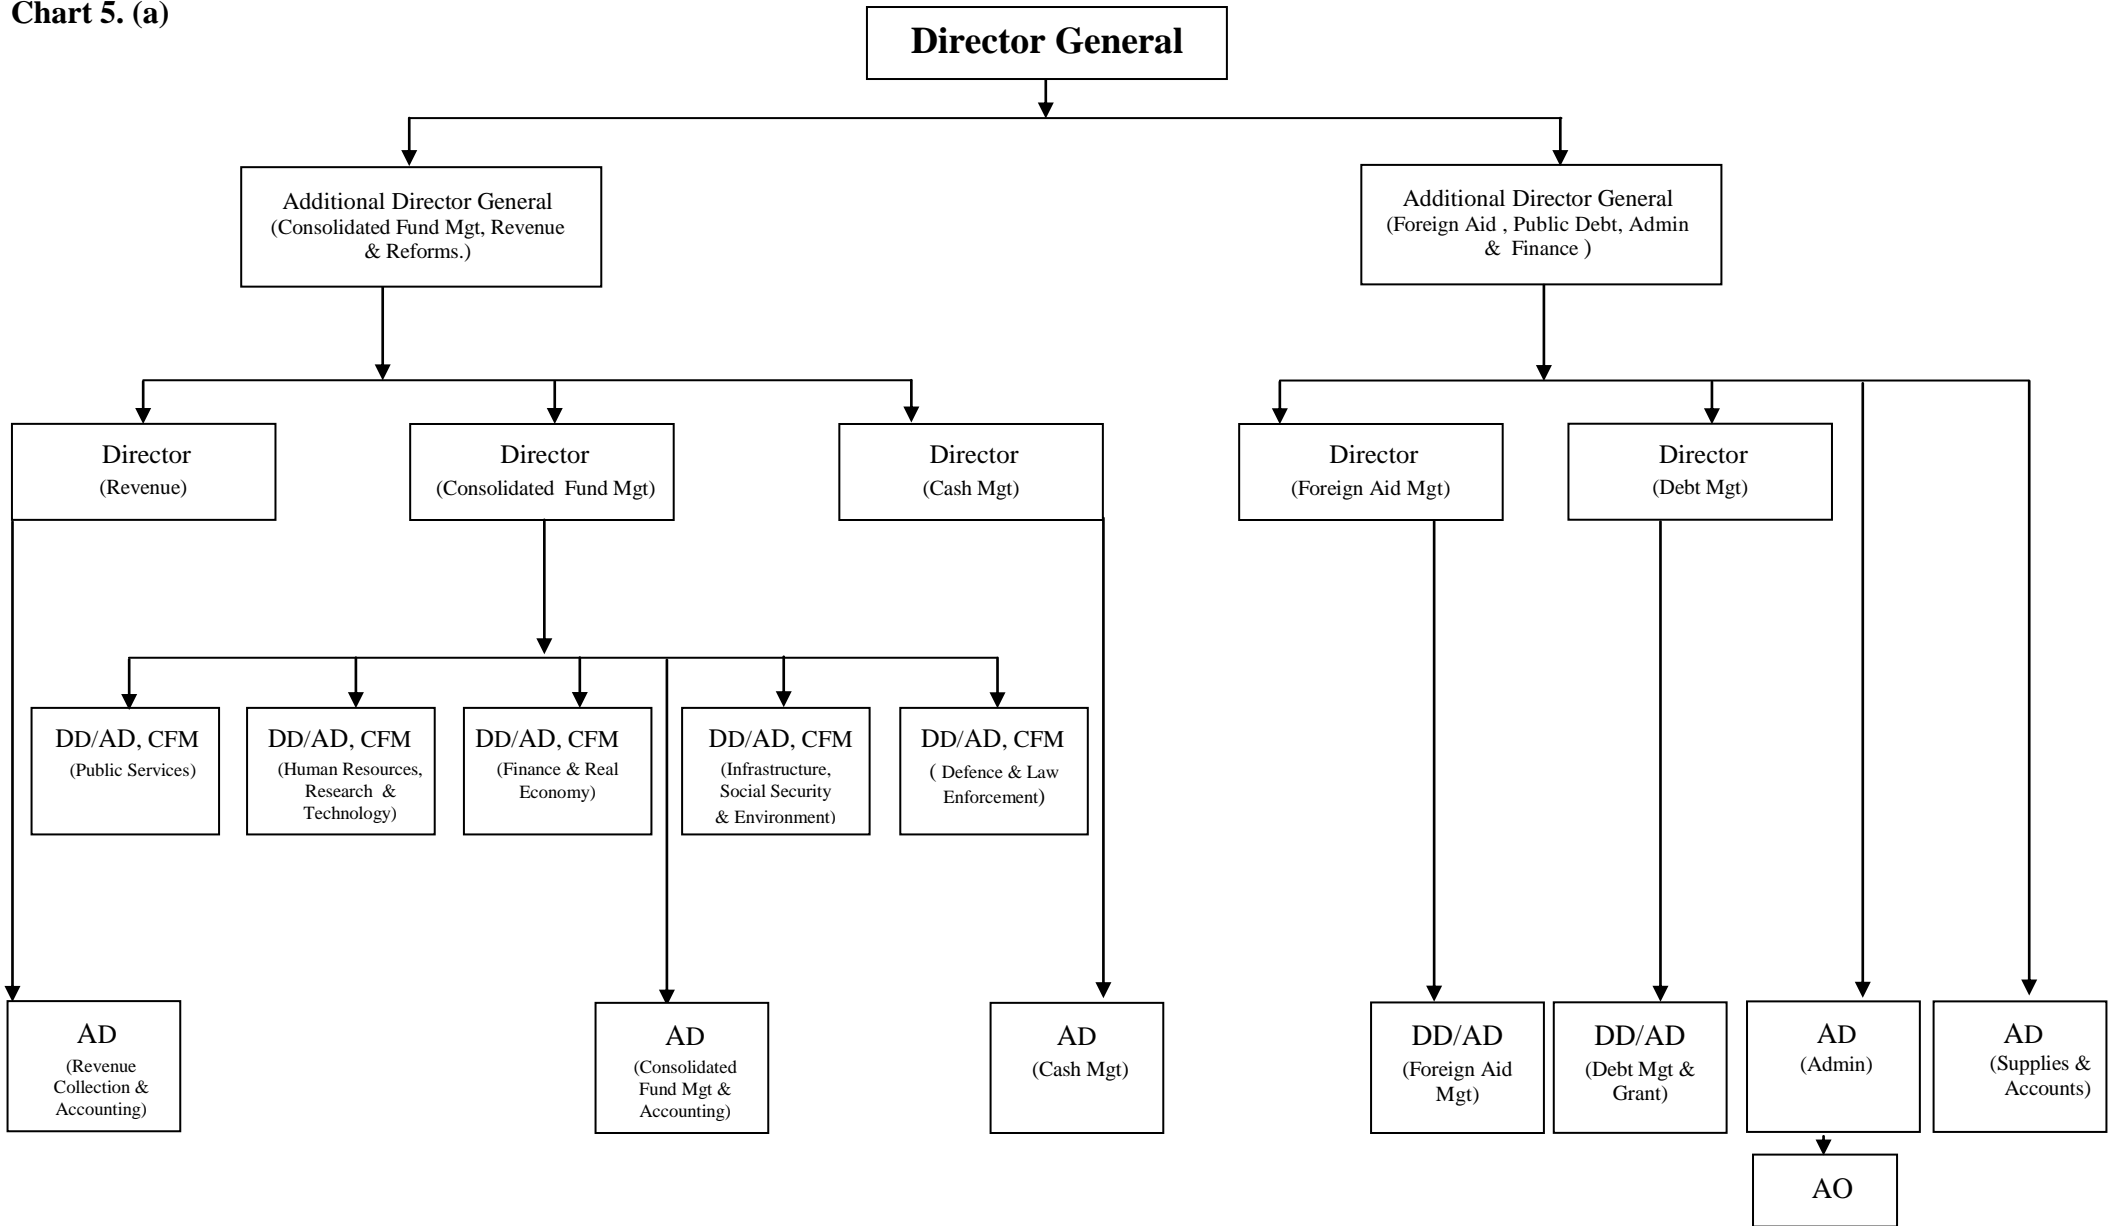 Chart 5. (a)
Director General
Additional Director General
(Consolidated Fund Mgt, Revenue
& Reforms.)
Additional Director General
(Foreign Aid , Public Debt, Admin
& Finance )
Director
(Revenue)
Director
(Consolidated Fund Mgt)
Director
(Cash Mgt)
Director
(Foreign Aid Mgt)
Director
(Debt Mgt)
DD/AD, CFM
(Public Services)
DD/AD, CFM
(Human Resources,
Research &
Technology)
DD/AD, CFM
(Finance & Real
Economy)
DD/AD, CFM
(Infrastructure,
Social Security
& Environment)
DD/AD, CFM
( Defence & Law
Enforcement)
AD
(Revenue
Collection &
Accounting)
AD
(Consolidated
Fund Mgt &
Accounting)
AD
(Cash Mgt)
DD/AD
(Foreign Aid
Mgt)
DD/AD
(Debt Mgt &
Grant)
AD
(Admin)
AD
(Supplies &
Accounts)
AO